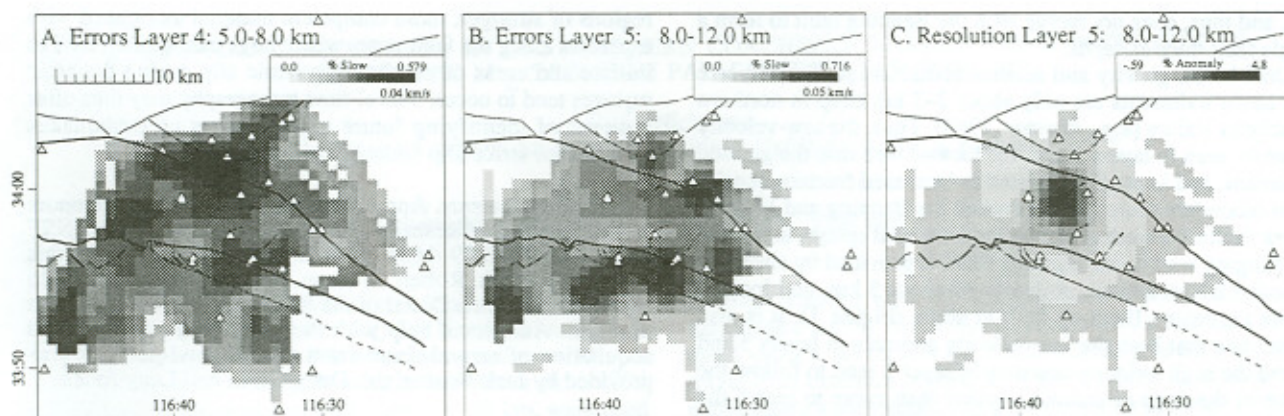 A. Errors Layer 4: 5.0-8.0 km
10 km
0.0 % Slow 0.579
0.04 km/s
B. Errors Layer 5: 8.0-12.0 km
0.0 % Slow 0.716
0.05 km/s
C. Resolution Layer 5: 8.0-12.0 km
-.59 % Anomaly 4.8
34:00
33:50
116:40 116:30
116:40 116:30
116:40 116:30